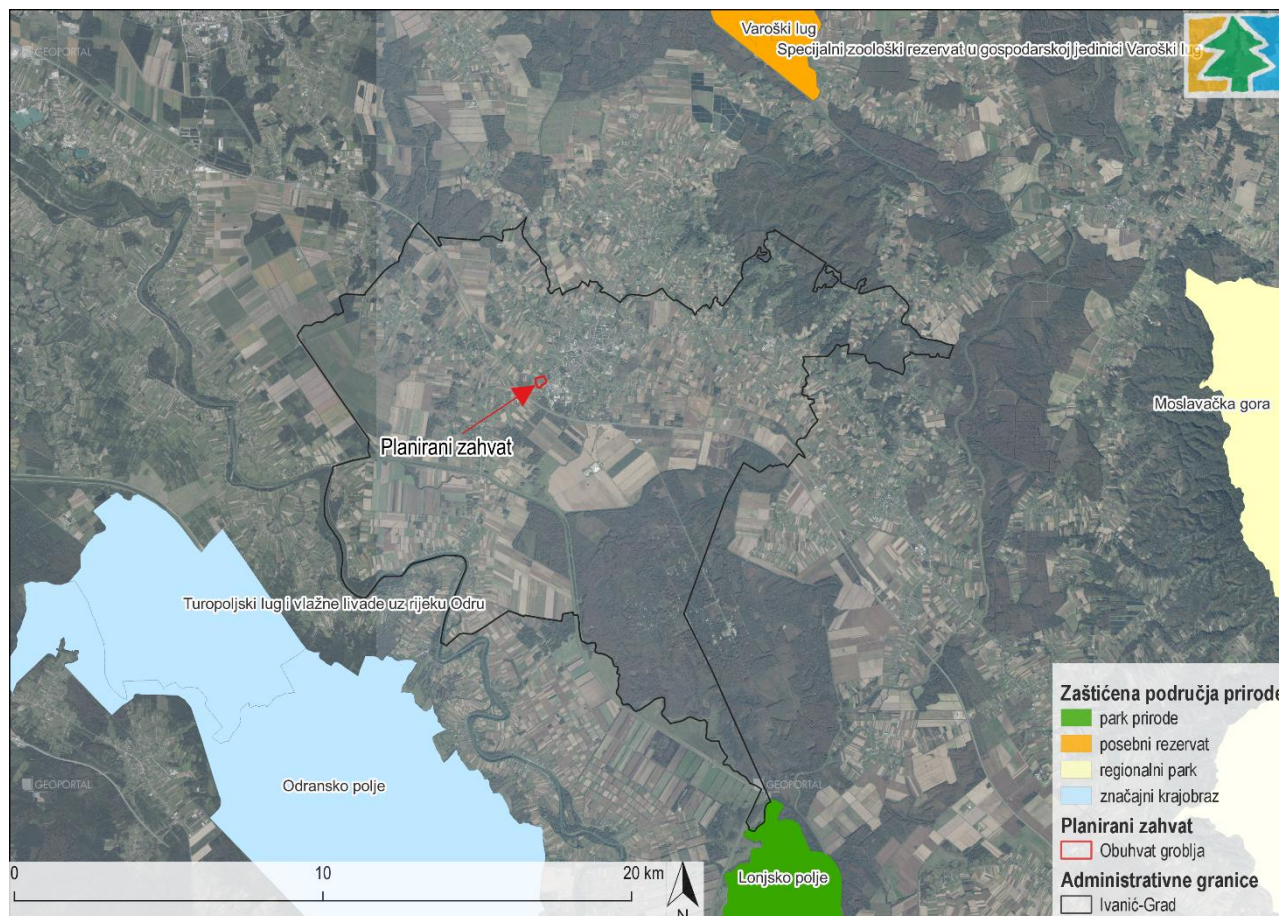 Varoški lug
Specijalni zoološki rezervat u gospodarskoj jedinici Varoški lug
GEOPORTAL
Moslavačka gora
Planirani zahvat
Turopoljski lug i vlažne livade uz rijeku Odru
Odransko polje
GEOPORTAL
GEOPORTAL
Lonjsko polje
0
10
20 km
N
Zaštićena područja prirode
park prirode
posebni rezervat
regionalni park
značajni krajobraz
Planirani zahvat
Obuhvat groblja
Administrativne granice
Ivanić-Grad